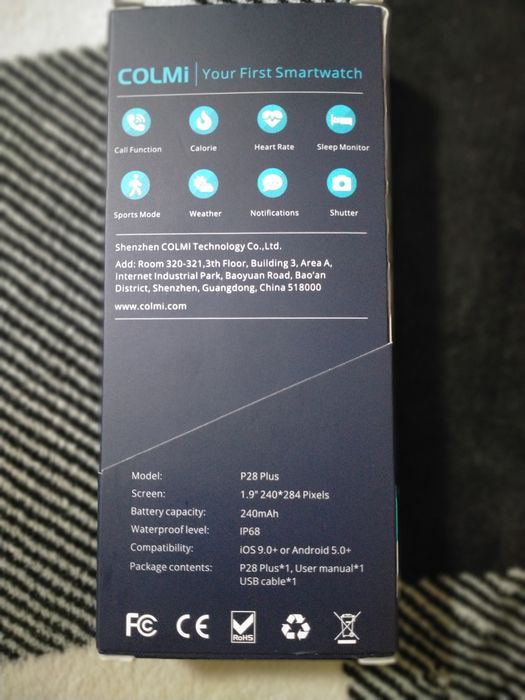 COLMi Your First Smartwatch
Call Function Calorie Heart Rate Sleep Monitor
Sports Mode Weather Notifications Shutter
Shenzhen COLMI Technology Co.,Ltd.
Add: Room 320-321,3th Floor, Building 3, Area A,
Internet Industrial Park, Baoyuan Road, Bao'an
District, Shenzhen, Guangdong, China 518000
www.colmi.com
Model: P28 Plus
Screen: 1.9" 240*284 Pixels
Battery capacity: 240mAh
Waterproof level: IP68
Compatibility: iOS 9.0+ or Android 5.0+
Package contents: P28 Plus*1, User manual*1
USB cable*1
FC CE RoHS